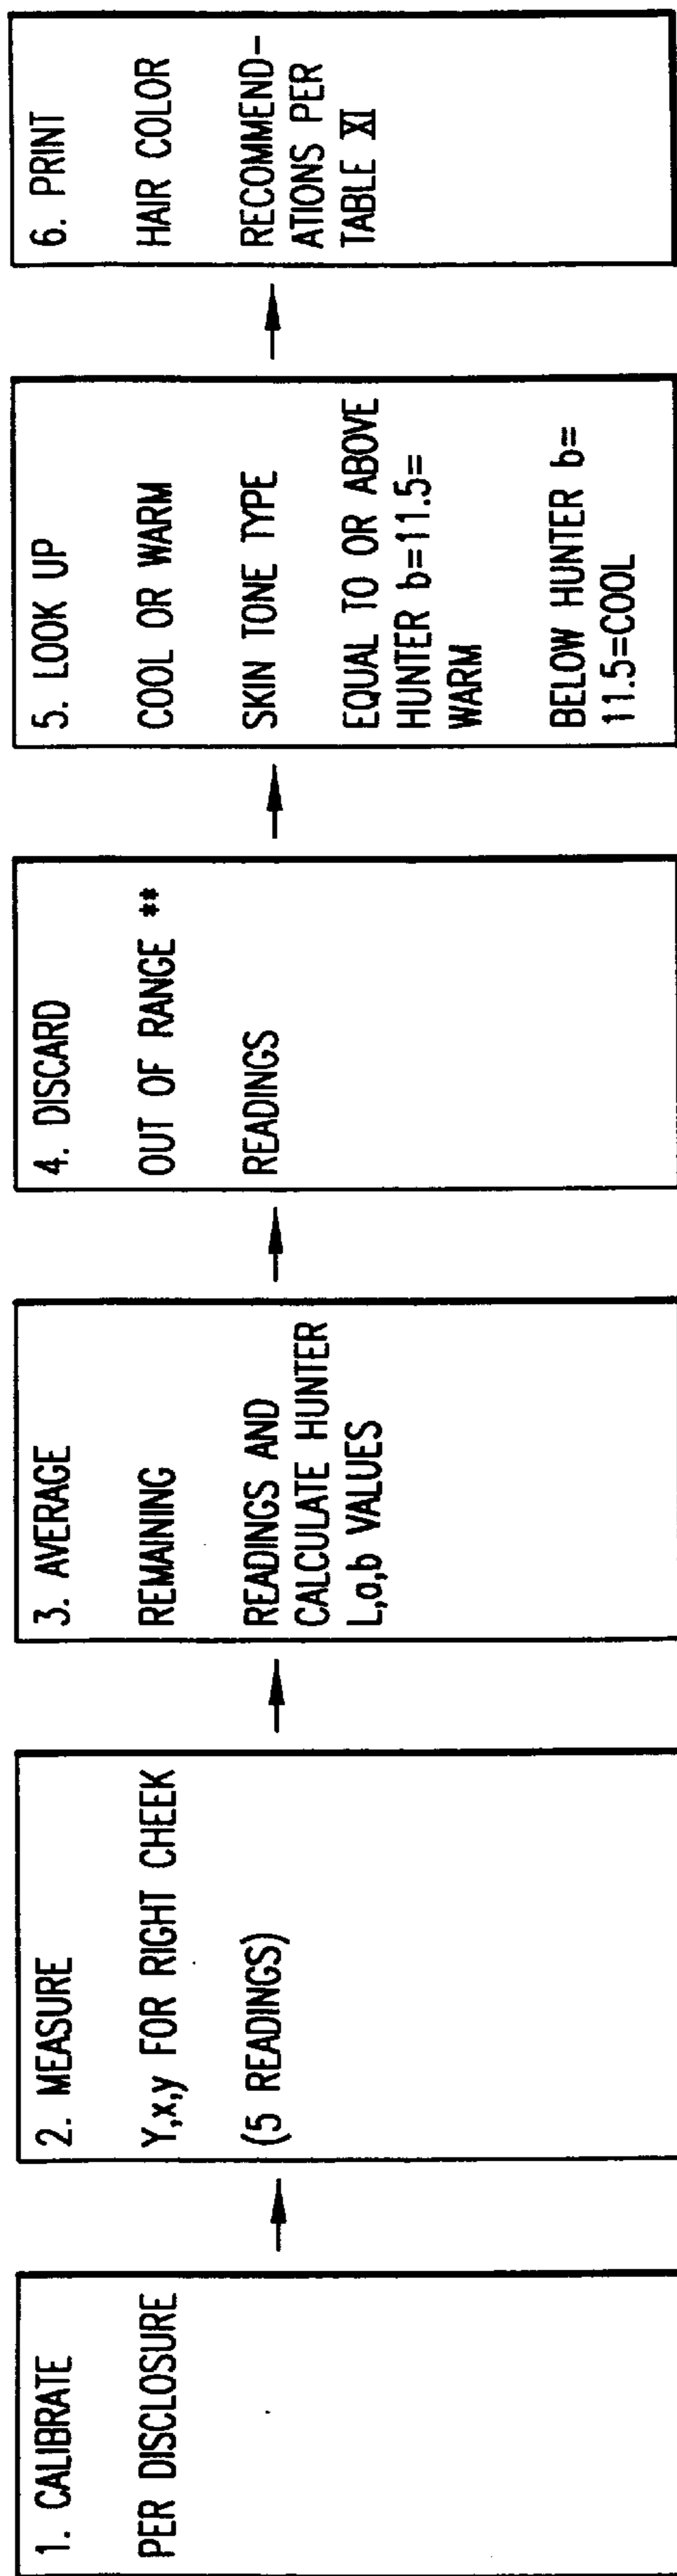 1. CALIBRATE
PER DISCLOSURE
2. MEASURE
Y,x,y FOR RIGHT CHEEK
(5 READINGS)
3. AVERAGE
REMAINING
READINGS AND
CALCULATE HUNTER
L,a,b VALUES
4. DISCARD
OUT OF RANGE **
READINGS
5. LOOK UP
COOL OR WARM
SKIN TONE TYPE
EQUAL TO OR ABOVE
HUNTER b=11.5=
WARM
BELOW HUNTER b=
11.5=COOL
6. PRINT
HAIR COLOR
RECOMMEND-
ATIONS PER
TABLE XI